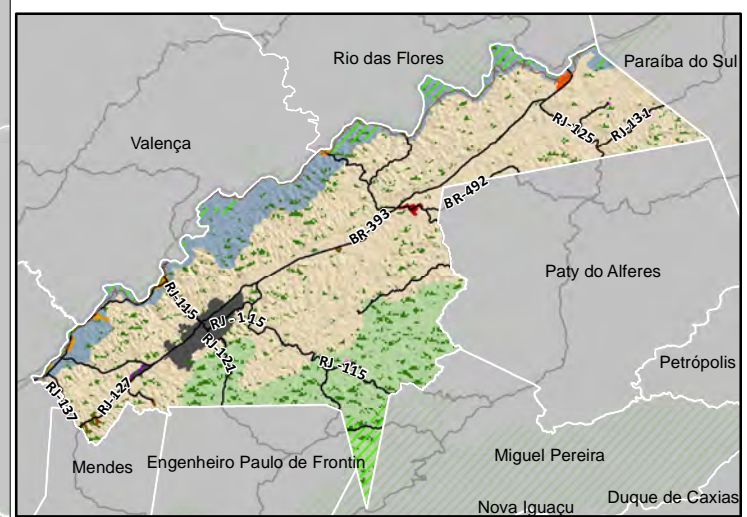 Rio das Flores
Paraíba do Sul
Valença
RJ-125
RJ-131
BR-492
BR-393
Paty do Alferes
RJ-115
RJ - 115
RJ-121
RJ -115
RJ-127
RJ-137
Petrópolis
Mendes
Engenheiro Paulo de Frontin
Miguel Pereira
Nova Iguaçu
Duque de Caxias